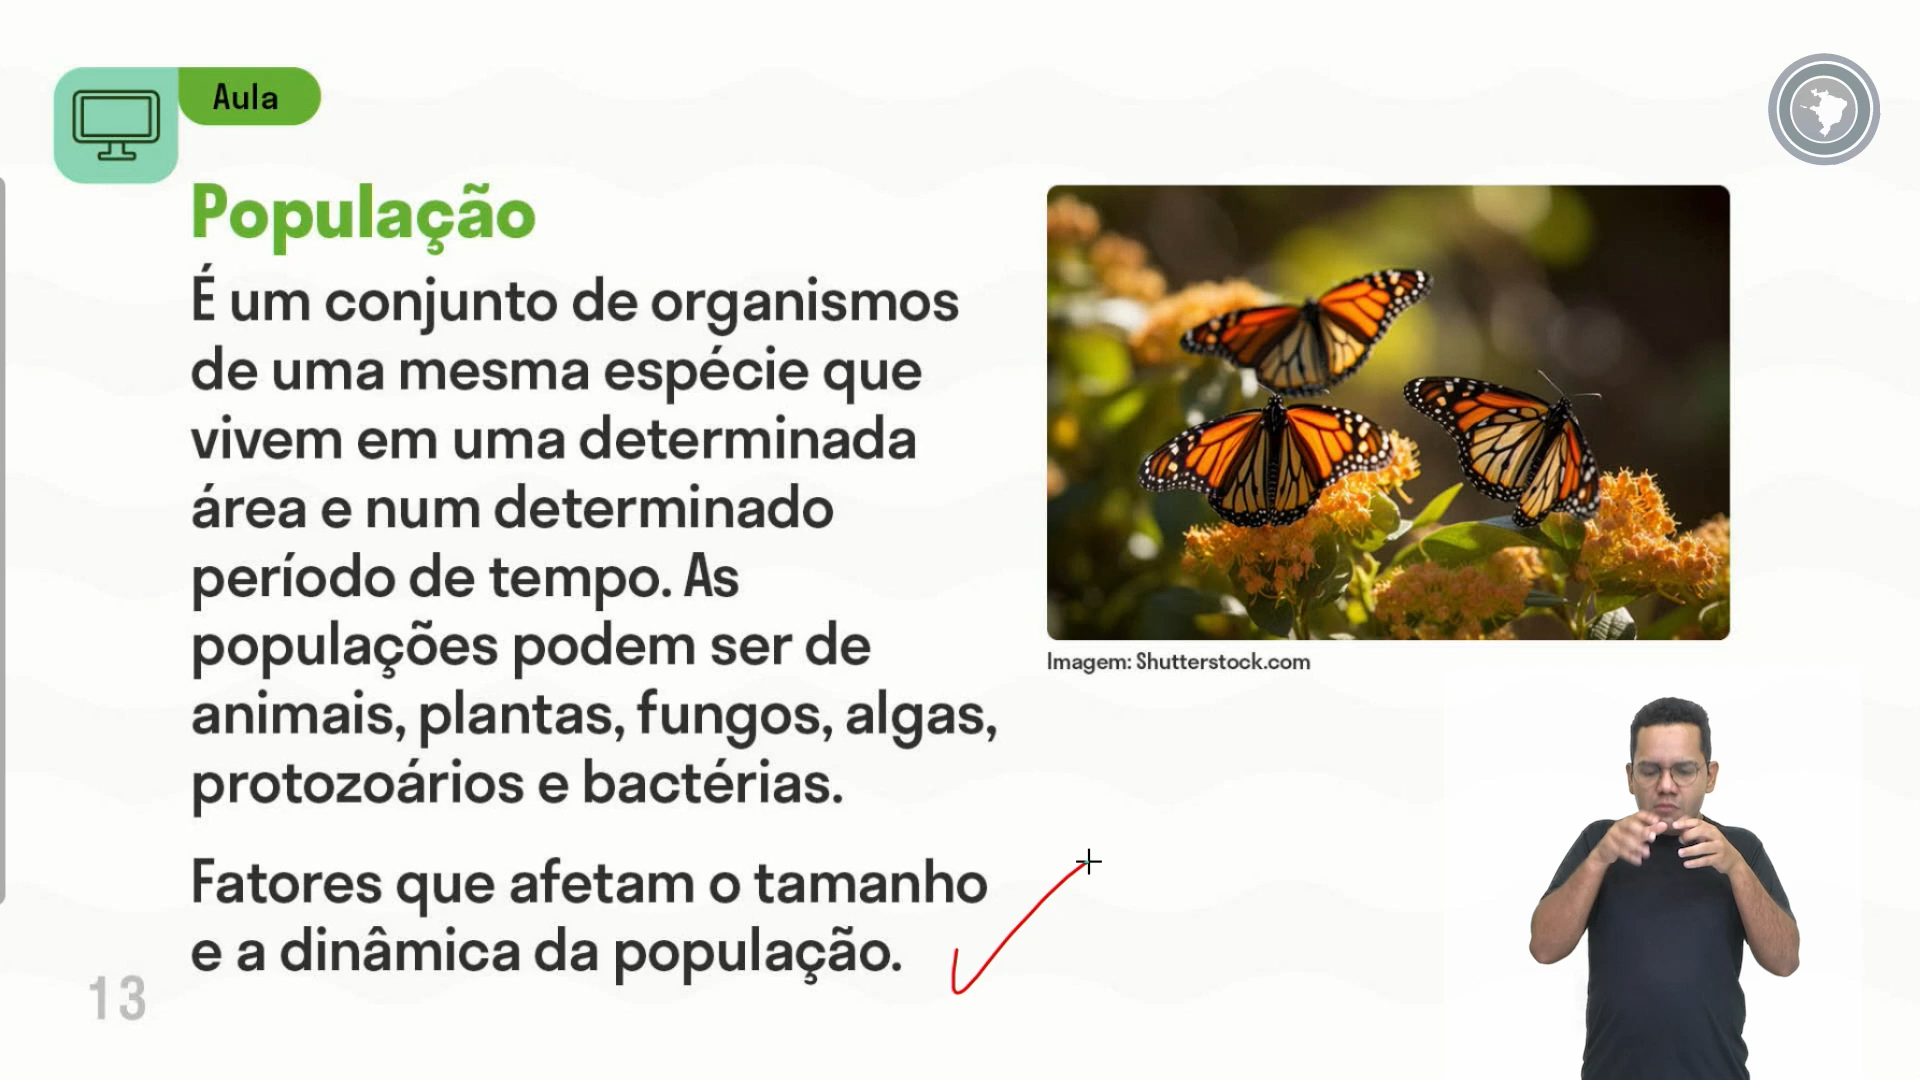 Aula
População
É um conjunto de organismos
de uma mesma espécie que
vivem em uma determinada
área e num determinado
período de tempo. As
populações podem ser de
animais, plantas, fungos, algas,
protozoários e bactérias.
Fatores que afetam o tamanho
e a dinâmica da população.
Imagem: Shutterstock.com
13